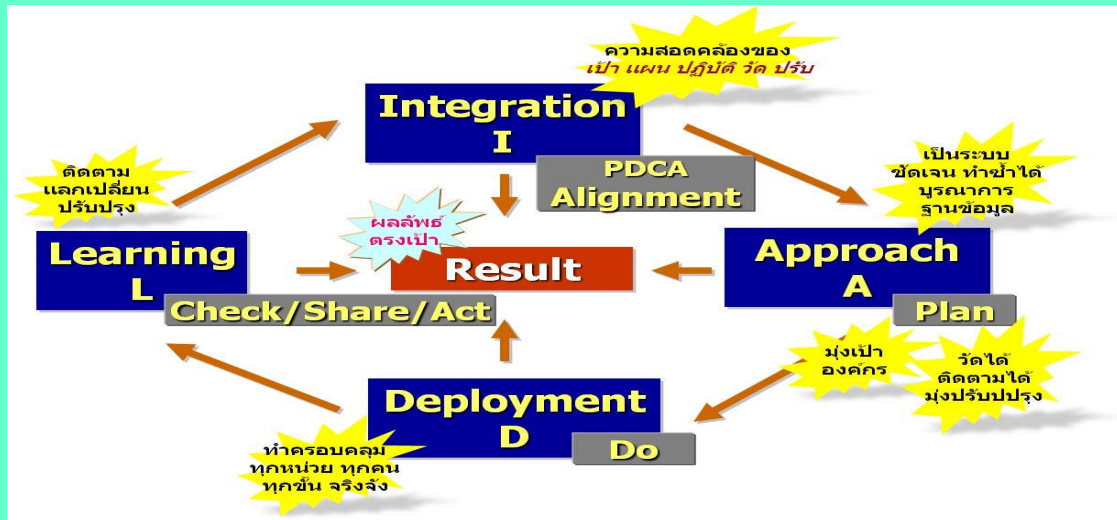 ความสอดคล้องของ
เป้า แผน ปฏิบัติ วัด ปรับ
Integration
I
PDCA
Alignment
ติดตาม
แลกเปลี่ยน
ปรับปรุง
เป็นระบบ
ชัดเจน ทำซ้ำได้
บูรณาการ
ฐานข้อมูล
ผลลัพธ์
ตรงเป้า
Learning
L
Check/Share/Act
Result
Approach
A
Plan
มุ่งเป้า
องค์กร
วัดได้
ติดตามได้
มุ่งปรับปปรุง
Deployment
D
Do
ทำครอบคลุม
ทุกหน่วย ทุกคน
ทุกขั้น จริงจัง